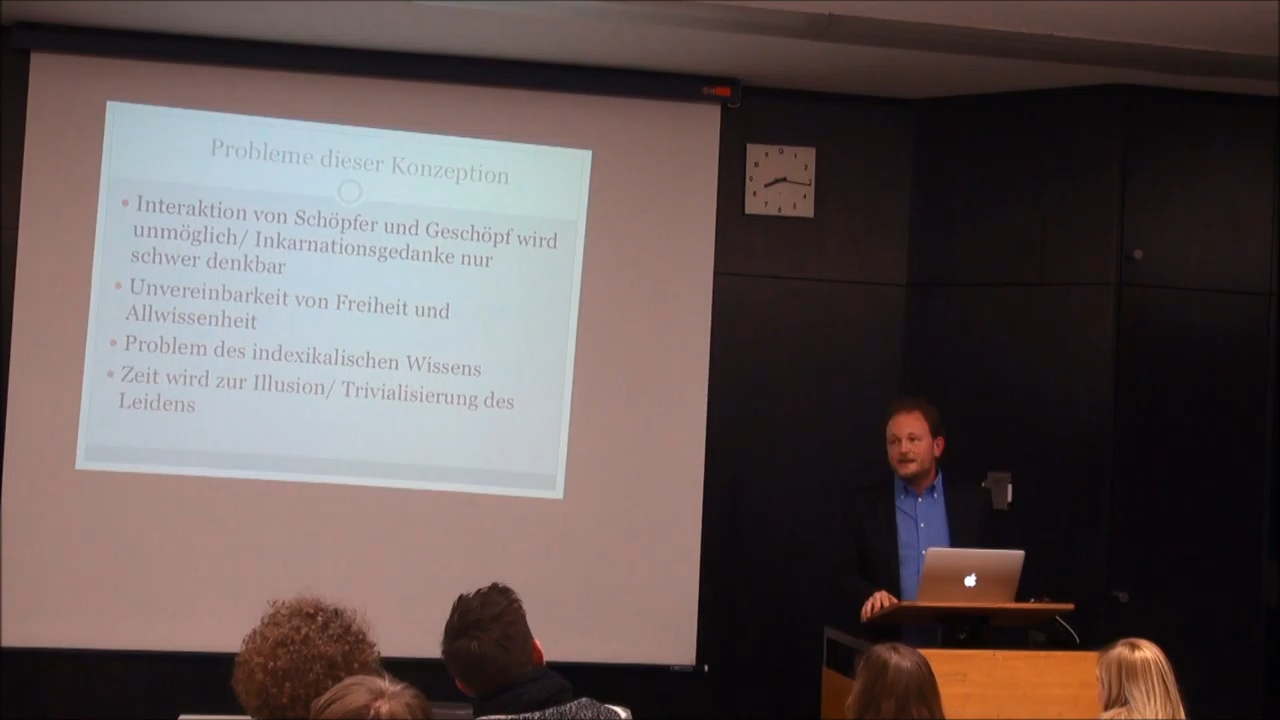 Probleme dieser Konzeption
• Interaktion von Schöpfer und Geschöpf wird
unmöglich/ Inkarnationsgedanke nur
schwer denkbar
• Unvereinbarkeit von Freiheit und
Allwissenheit
• Problem des indexikalischen Wissens
• Zeit wird zur Illusion/ Trivialisierung des
Leidens